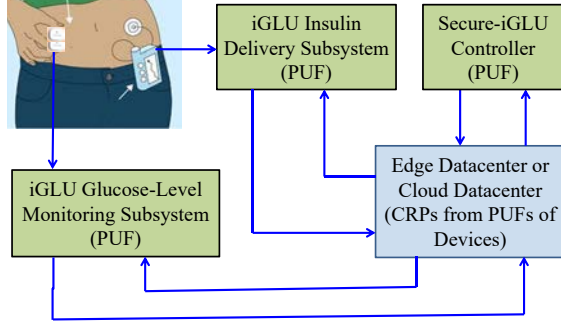 iGLU Insulin
Delivery Subsystem
(PUF)
Secure-iGLU
Controller
(PUF)
iGLU Glucose-Level
Monitoring Subsystem
(PUF)
Edge Datacenter or
Cloud Datacenter
(CRPs from PUFs of
Devices)